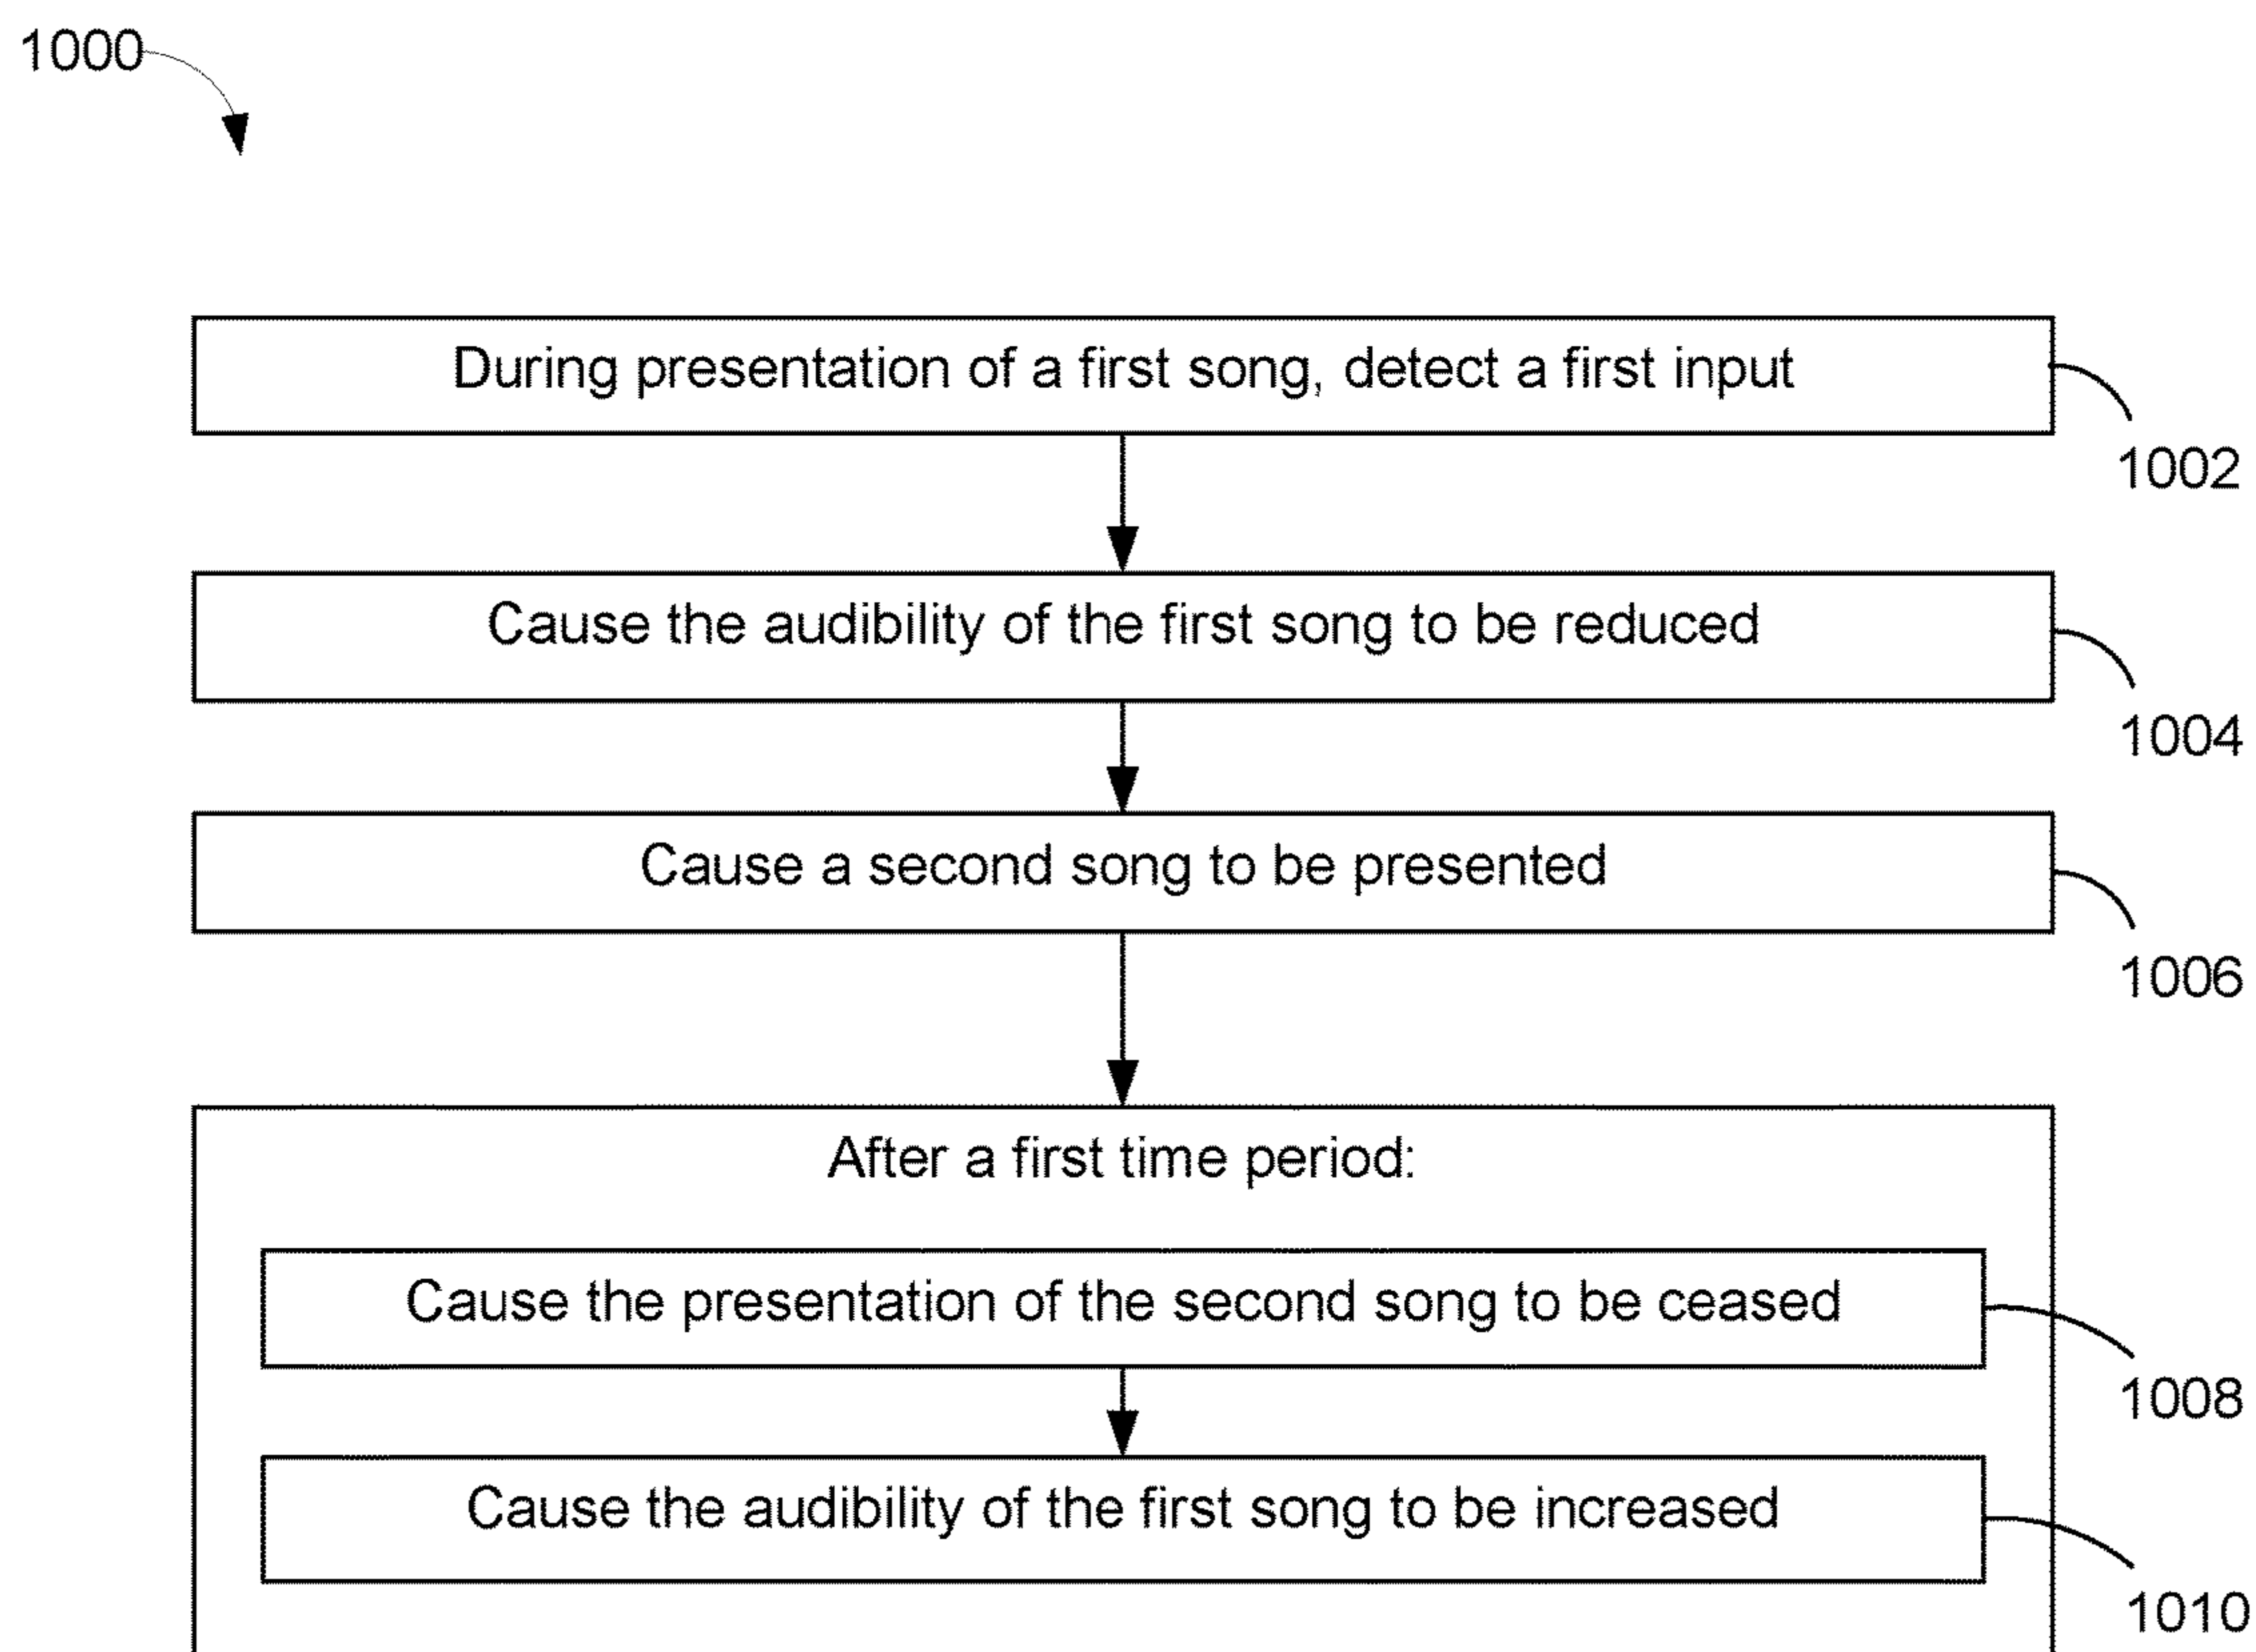 1000
During presentation of a first song, detect a first input
1002
Cause the audibility of the first song to be reduced
1004
Cause a second song to be presented
1006
After a first time period:
Cause the presentation of the second song to be ceased
1008
Cause the audibility of the first song to be increased
1010